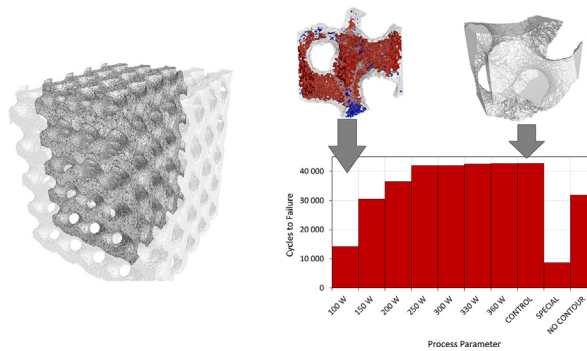 Cycles to Failure
40 000
30 000
20 000
10 000
0
100 W
150 W
200 W
250 W
300 W
330 W
360 W
CONTROL
SPECIAL
NO CONTOUR
Process Parameter